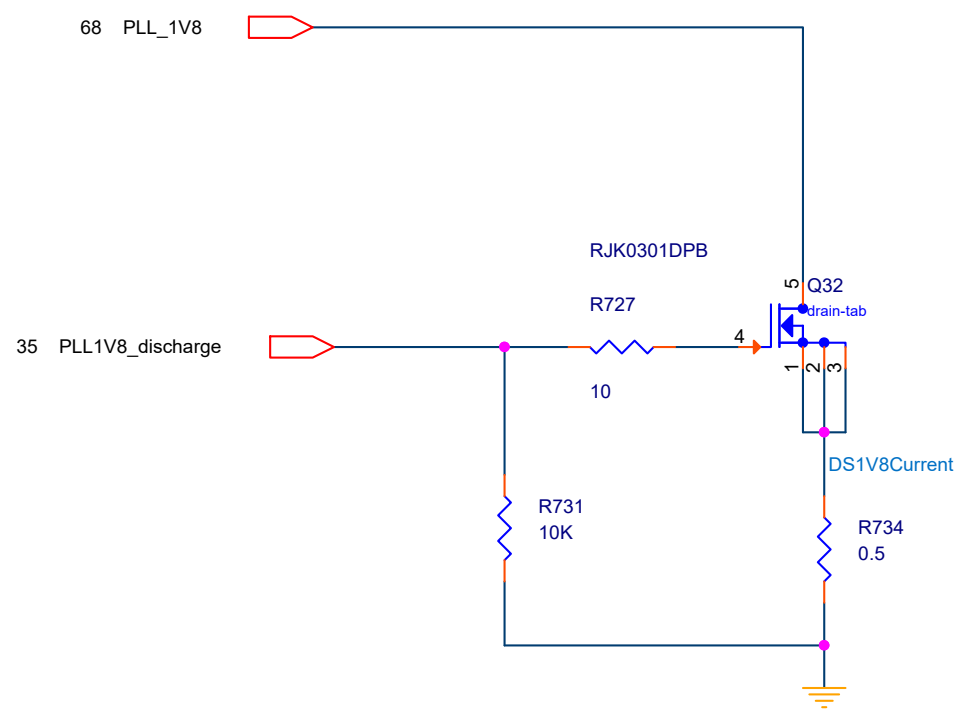 68 PLL_1V8
RJK0301DPB
5
Q32
drain-tab
R727
4
35 PLL1V8_discharge
10
1
2
3
DS1V8Current
R731
10K
R734
0.5